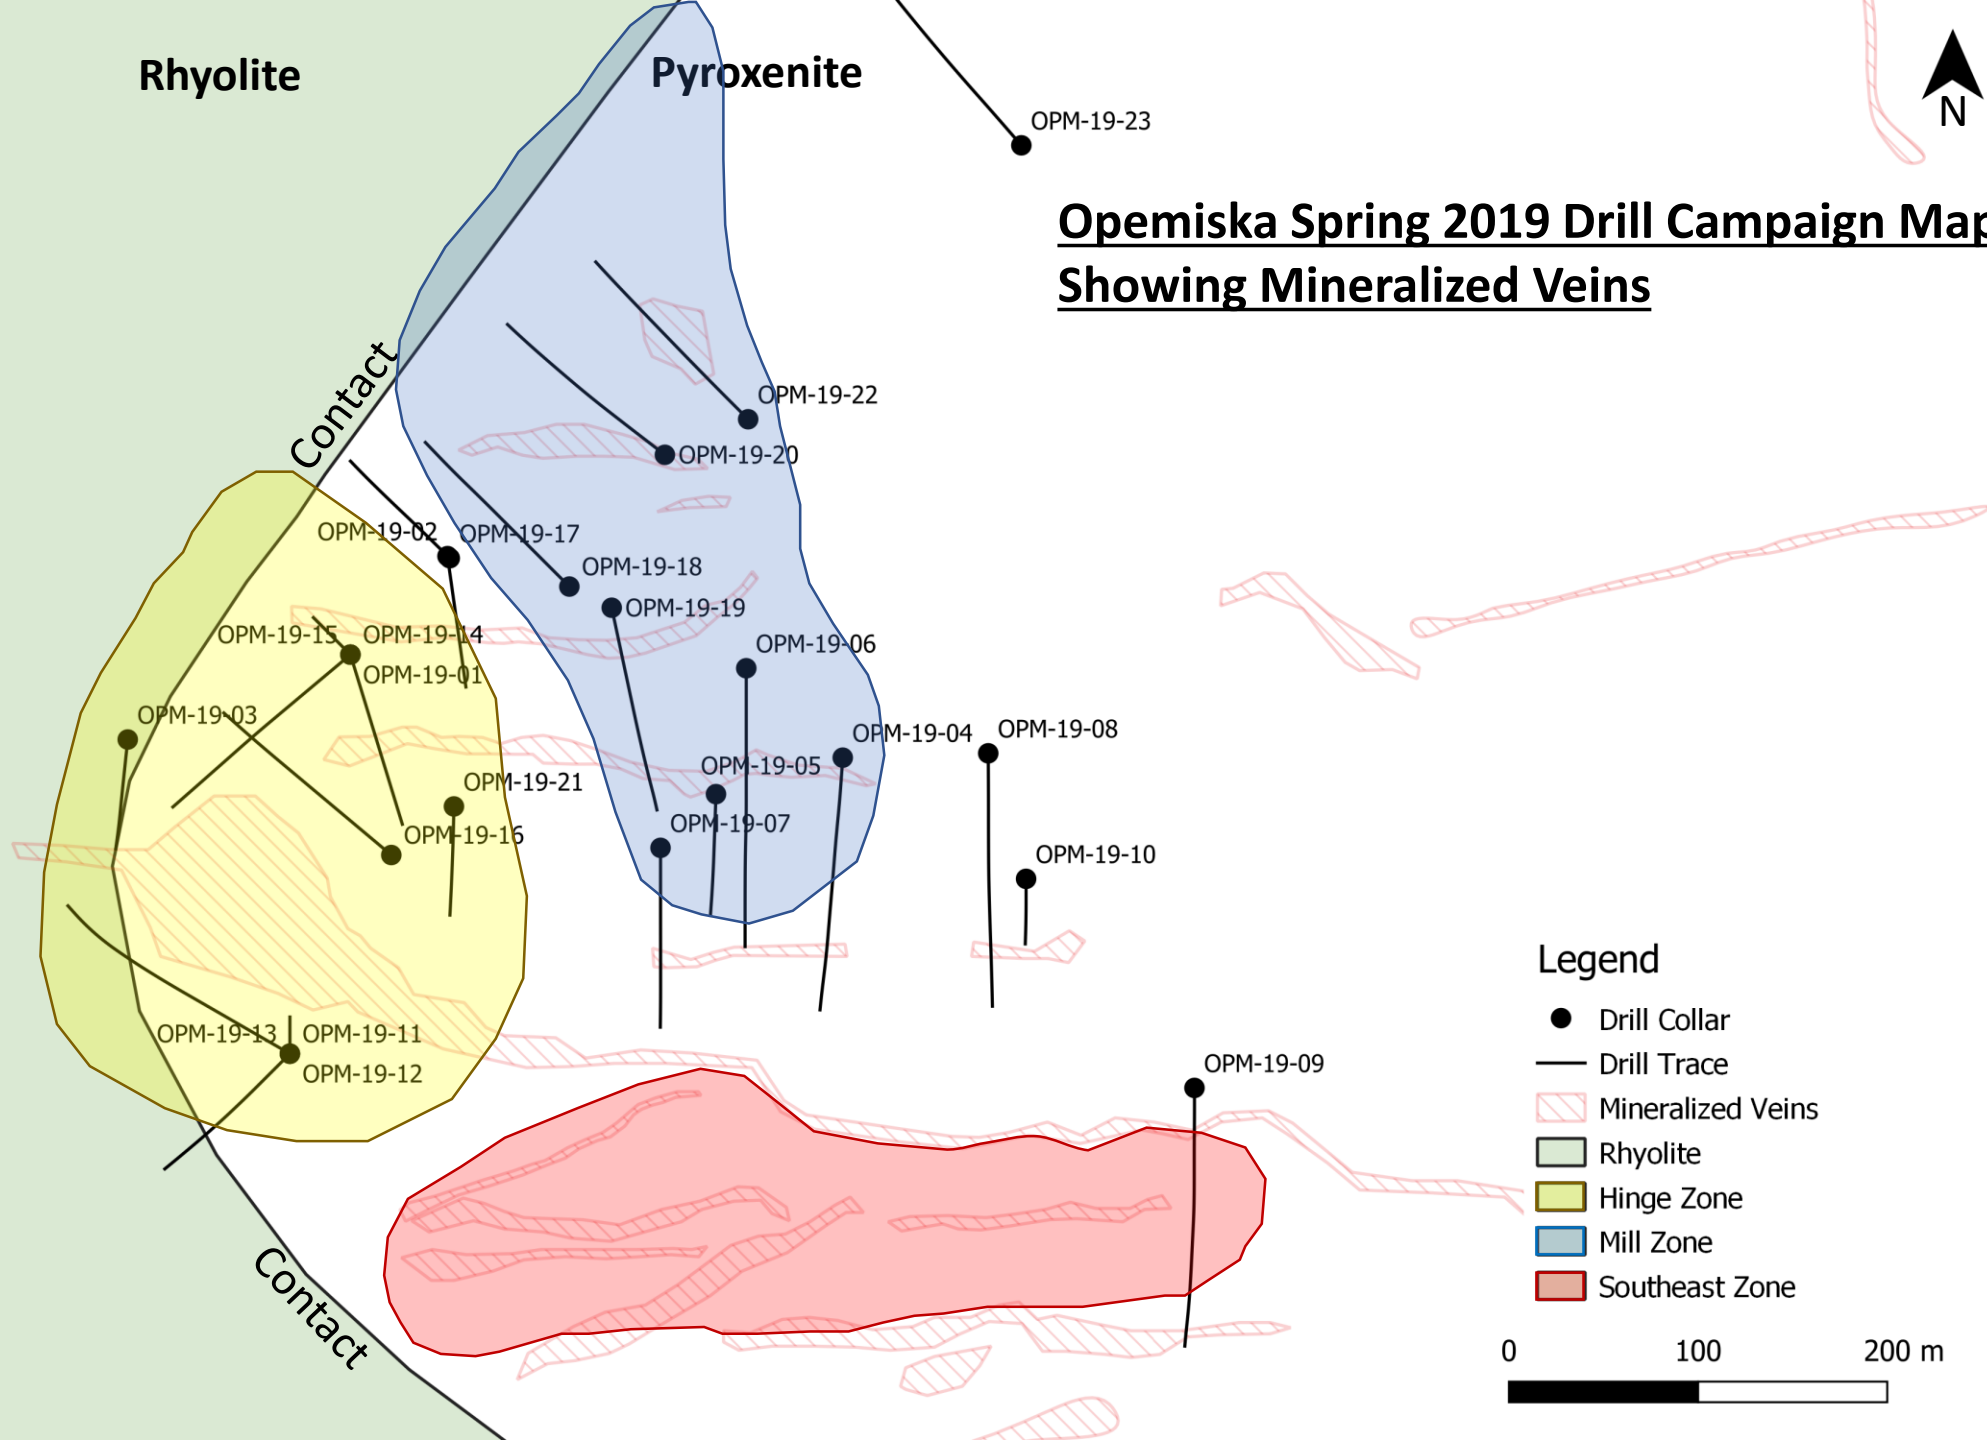 Rhyolite
Pyroxenite
N
OPM-19-23
Opemiska Spring 2019 Drill Campaign Map
Showing Mineralized Veins
Contact
OPM-19-22
OPM-19-20
OPM-19-02
OPM-19-17
OPM-19-18
OPM-19-19
OPM-19-15
OPM-19-14
OPM-19-06
OPM-19-01
OPM-19-03
OPM-19-04
OPM-19-08
OPM-19-05
OPM-19-21
OPM-19-07
OPM-19-16
OPM-19-10
OPM-19-13
OPM-19-11
OPM-19-12
OPM-19-09
Contact
Legend
Drill Collar
Drill Trace
Mineralized Veins
Rhyolite
Hinge Zone
Mill Zone
Southeast Zone
0 100 200 m